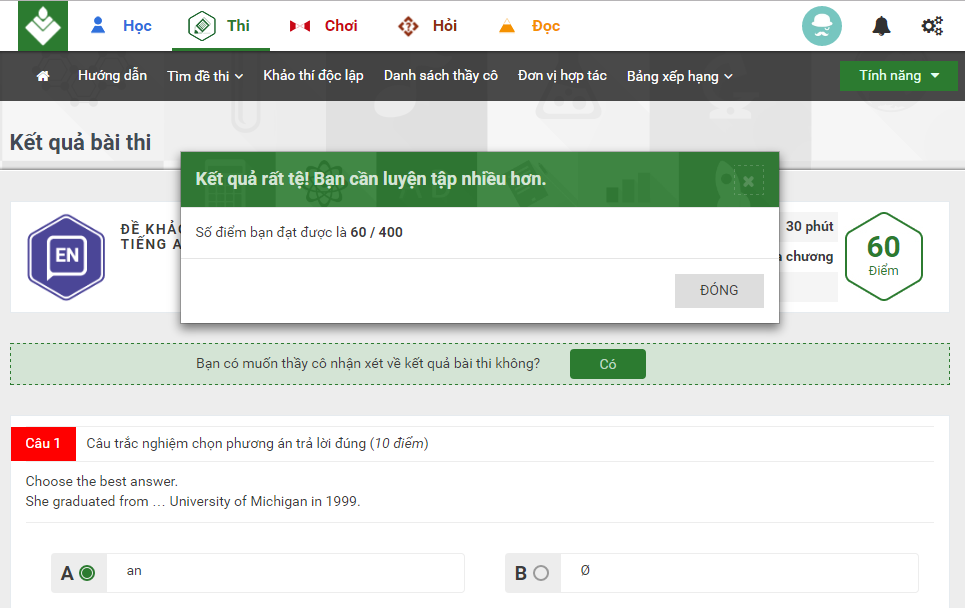 Học Thi Chơi Hỏi Đọc
Hướng dẫn Tìm đề thi Khảo thí độc lập Danh sách thầy cô Đơn vị hợp tác Bảng xếp hạng Tính năng
Kết quả bài thi
Kết quả rất tệ! Bạn cần luyện tập nhiều hơn.
Số điểm bạn đạt được là 60 / 400
ĐÓNG
EN
ĐỀ KHẢO
TIẾNG A
30 phút
chương
60
Điểm
Bạn có muốn thầy cô nhận xét về kết quả bài thi không? Có
Câu 1 Câu trắc nghiệm chọn phương án trả lời đúng (10 điểm)
Choose the best answer.
She graduated from … University of Michigan in 1999.
A an
B Ø